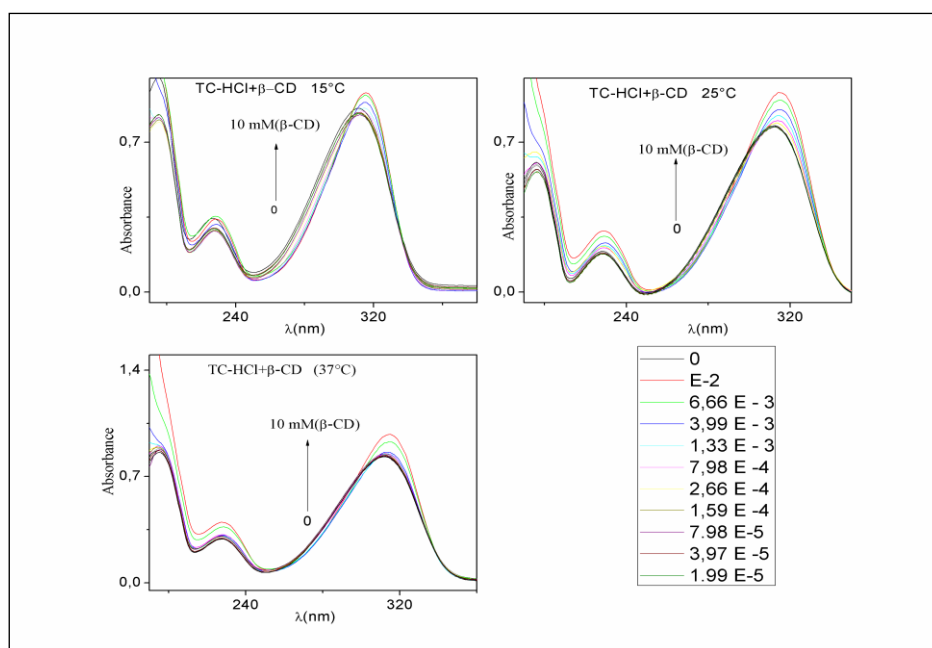 TC-HCl+β-CD 15°C
10 mM(β-CD)
0
0,7
0,0
Absorbance
240
320
λ(nm)
TC-HCl+β-CD 25°C
10 mM(β-CD)
0
0,7
0,0
Absorbance
240
320
λ(nm)
TC-HCl+β-CD (37°C)
10 mM(β-CD)
0
1.4
0,7
0,0
Absorbance
240
320
λ(nm)
0
E-2
6,66 E - 3
3,99 E - 3
1,33 E - 3
7,98 E -4
2,66 E -4
1,59 E -4
7.98 E-5
3,97 E -5
1.99 E-5